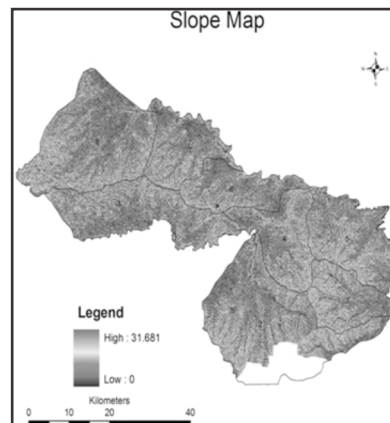 Slope Map
N
Legend
High : 31.681
Low : 0
Kilometers
0 10 20 40